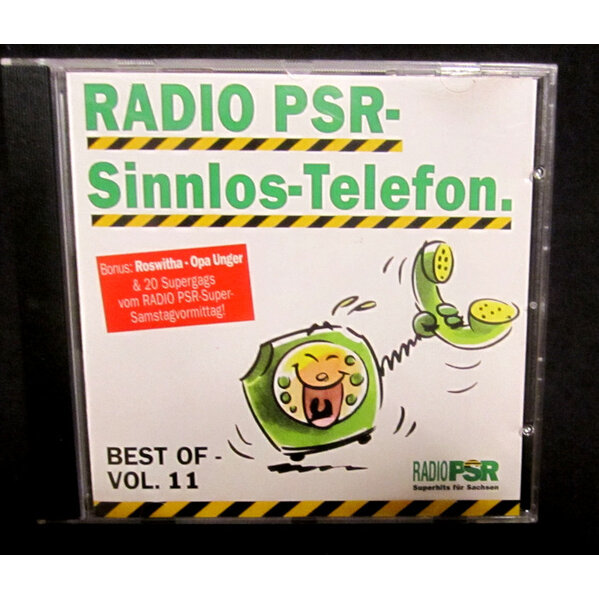 RADIO PSR-
Sinnlos-Telefon.
Bonus: Roswitha - Opa Unger
& 20 Supergags
vom RADIO PSR-Super-
Samstagvormittag!
BEST OF -
VOL. 11
RADIO PSR
Superhits für Sachsen